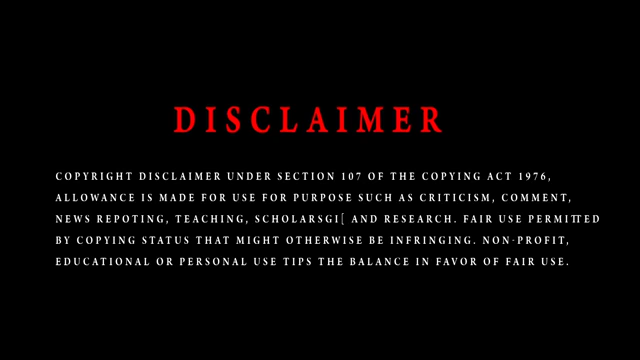 DISCLAIMER
COPYRIGHT DISCLAIMER UNDER SECTION 107 OF THE COPYING ACT 1976,
ALLOWANCE IS MADE FOR USE FOR PURPOSE SUCH AS CRITICISM, COMMENT,
NEWS REPOTING, TEACHING, SCHOLARSGI[ AND RESEARCH. FAIR USE PERMITTED
BY COPYING STATUS THAT MIGHT OTHERWISE BE INFRINGING. NON-PROFIT,
EDUCATIONAL OR PERSONAL USE TIPS THE BALANCE IN FAVOR OF FAIR USE.